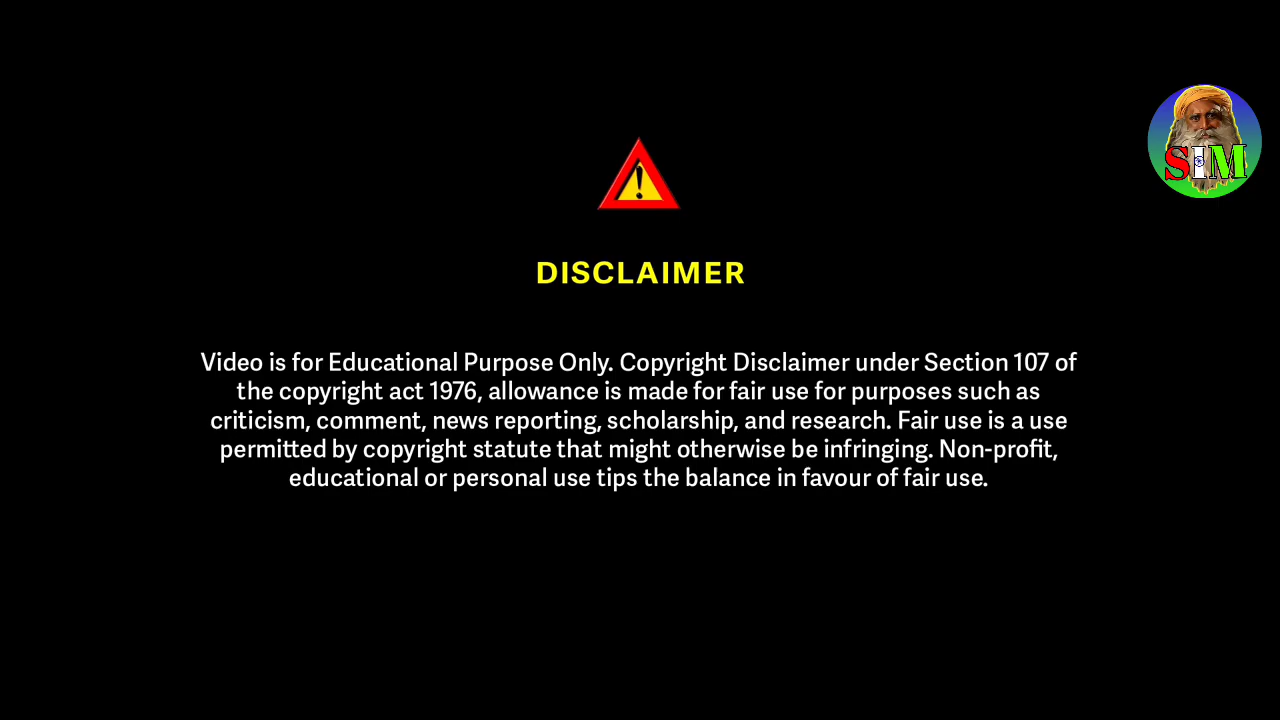 SIM
DISCLAIMER
Video is for Educational Purpose Only. Copyright Disclaimer under Section 107 of
the copyright act 1976, allowance is made for fair use for purposes such as
criticism, comment, news reporting, scholarship, and research. Fair use is a use
permitted by copyright statute that might otherwise be infringing. Non-profit,
educational or personal use tips the balance in favour of fair use.